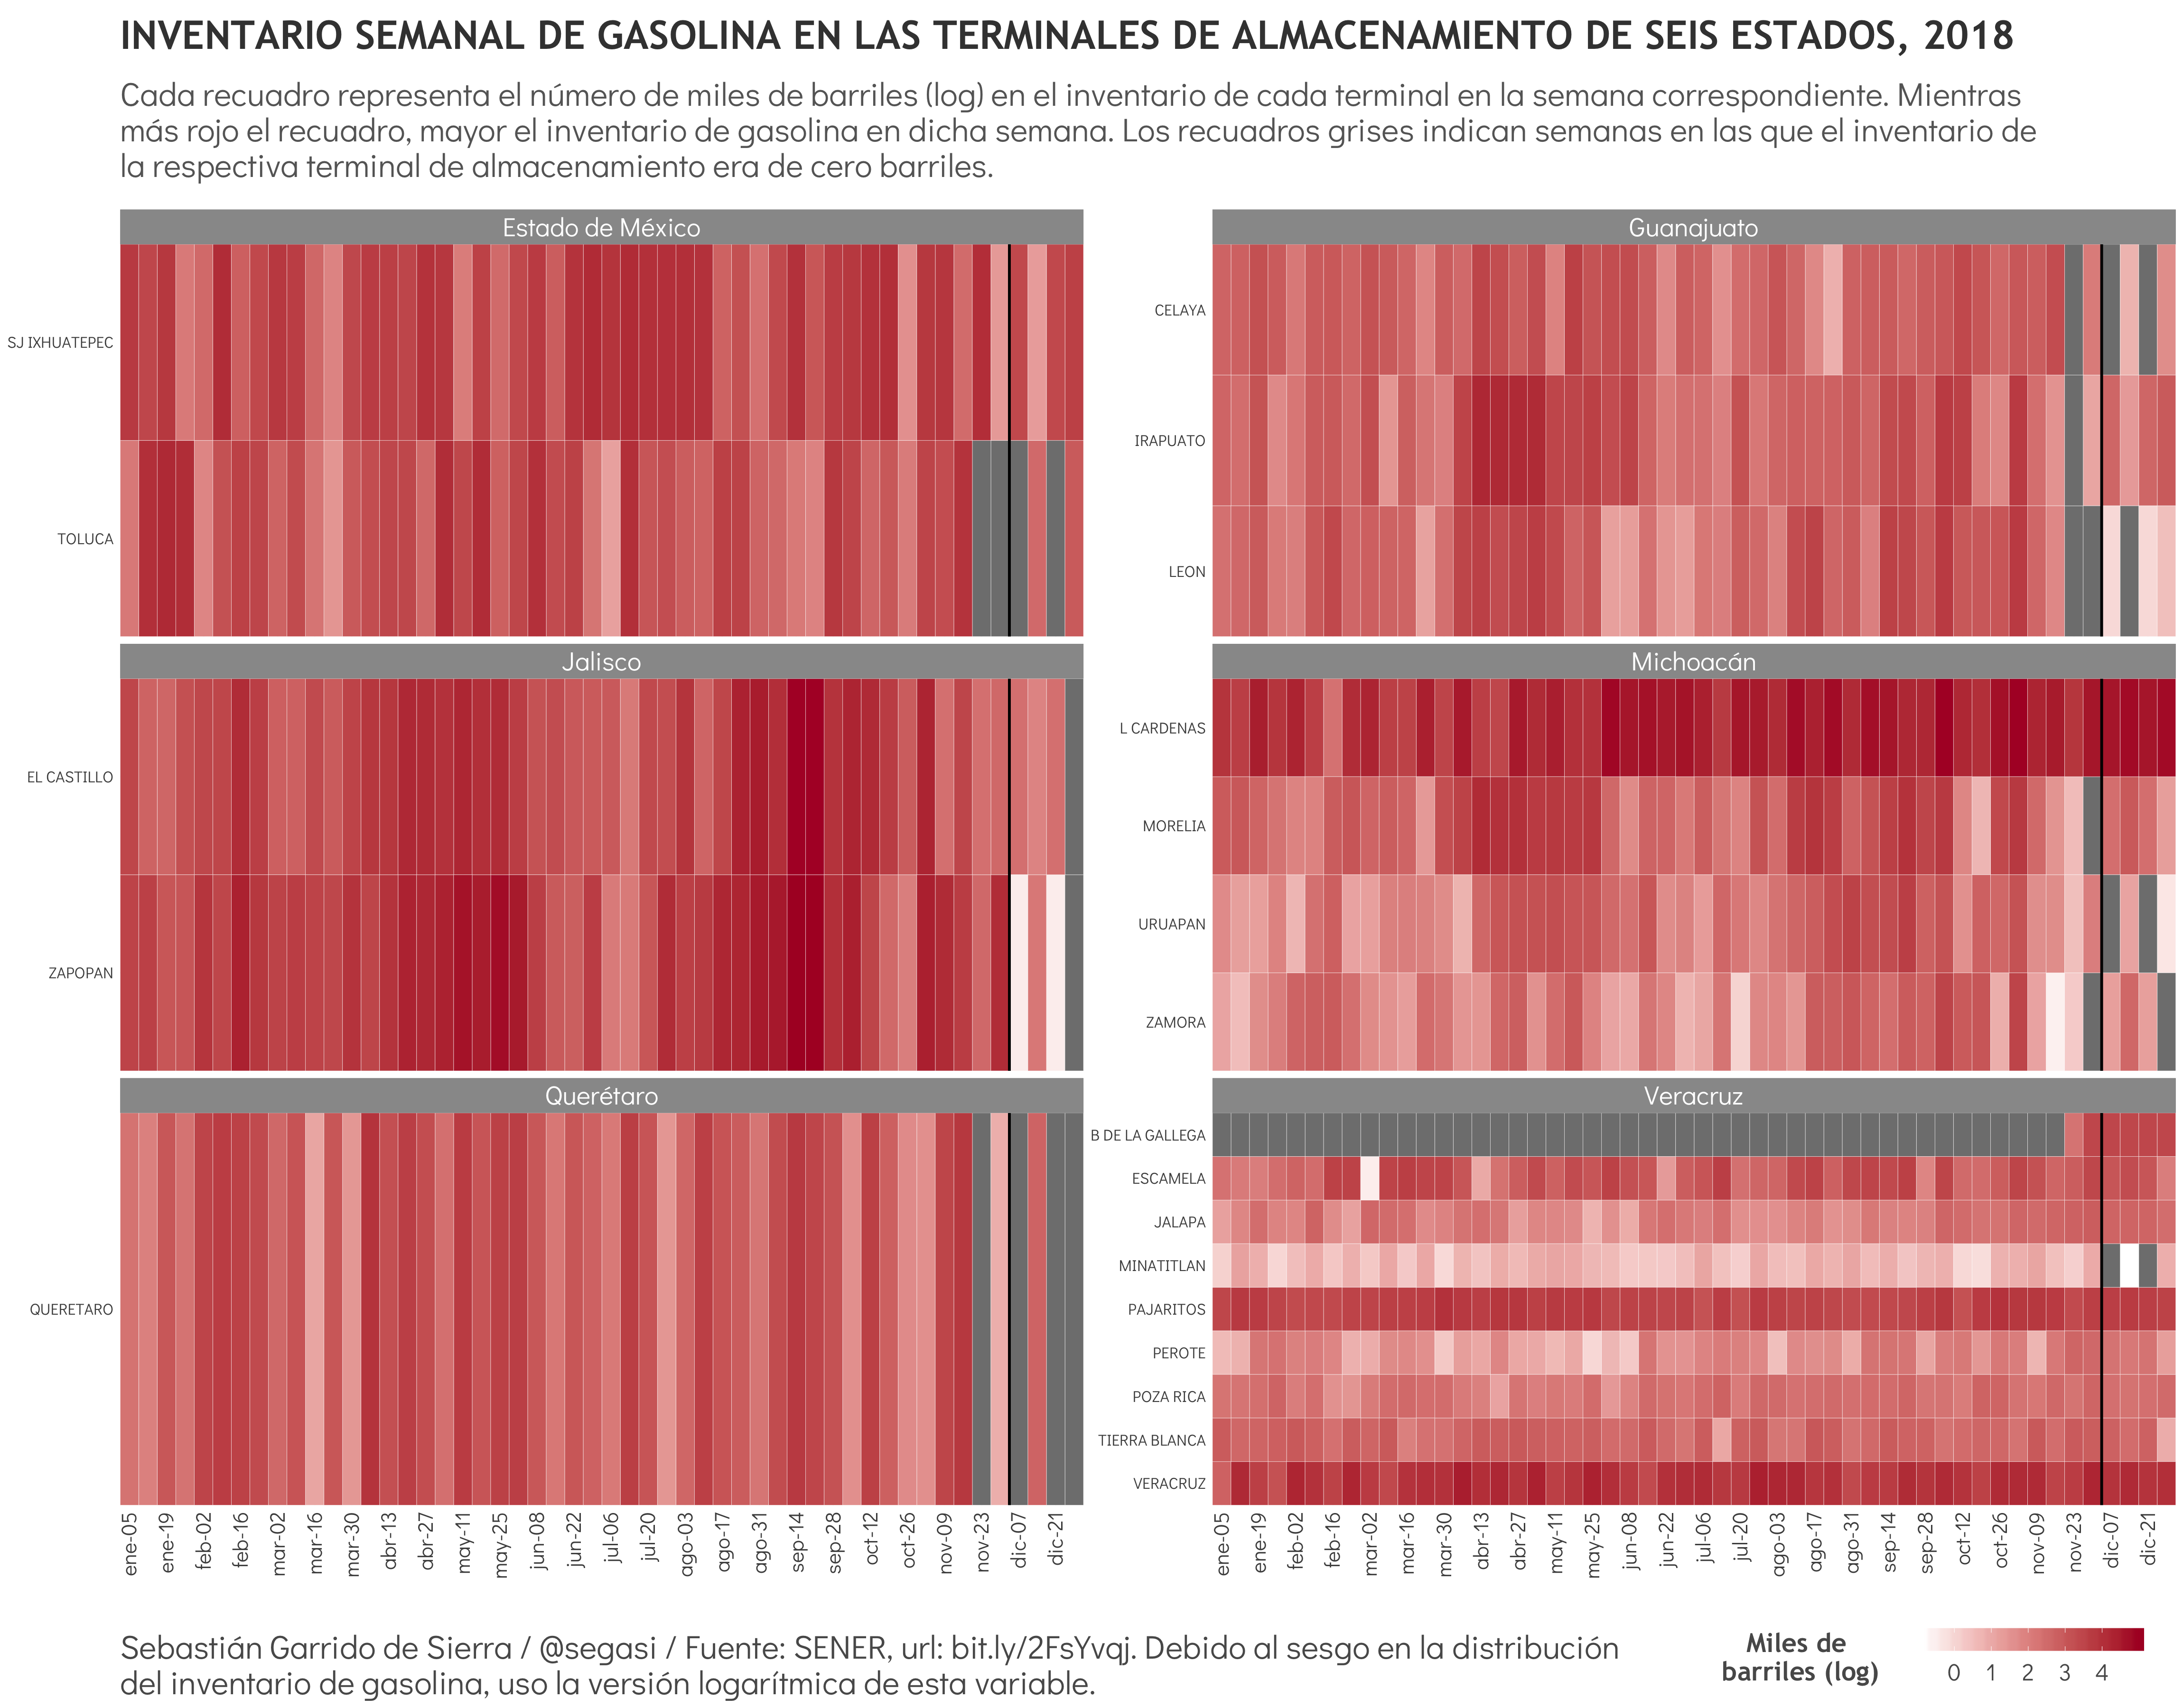 INVENTARIO SEMANAL DE GASOLINA EN LAS TERMINALES DE ALMACENAMIENTO DE SEIS ESTADOS, 2018
Cada recuadro representa el número de miles de barriles (log) en el inventario de cada terminal en la semana correspondiente. Mientras
más rojo el recuadro, mayor el inventario de gasolina en dicha semana. Los recuadros grises indican semanas en las que el inventario de
la respectiva terminal de almacenamiento era de cero barriles.
Estado de México
SJ IXHUATEPEC
TOLUCA
Guanajuato
CELAYA
IRAPUATO
LEON
Jalisco
EL CASTILLO
ZAPOPAN
Michoacán
L CARDENAS
MORELIA
URUAPAN
ZAMORA
Querétaro
QUERETARO
Veracruz
B DE LA GALLEGA
ESCAMELA
JALAPA
MINATITLAN
PAJARITOS
PEROTE
POZA RICA
TIERRA BLANCA
VERACRUZ
ene-05 ene-19 feb-02 feb-16 mar-02 mar-16 mar-30 abr-13 abr-27 may-11 may-25 jun-08 jun-22 jul-06 jul-20 ago-03 ago-17 ago-31 sep-14 sep-28 oct-12 oct-26 nov-09 nov-23 dic-07 dic-21
ene-05 ene-19 feb-02 feb-16 mar-02 mar-16 mar-30 abr-13 abr-27 may-11 may-25 jun-08 jun-22 jul-06 jul-20 ago-03 ago-17 ago-31 sep-14 sep-28 oct-12 oct-26 nov-09 nov-23 dic-07 dic-21
Sebastián Garrido de Sierra / @segasi / Fuente: SENER, url: bit.ly/2FsYvqj. Debido al sesgo en la distribución
del inventario de gasolina, uso la versión logarítmica de esta variable.
Miles de
barriles (log)
0 1 2 3 4